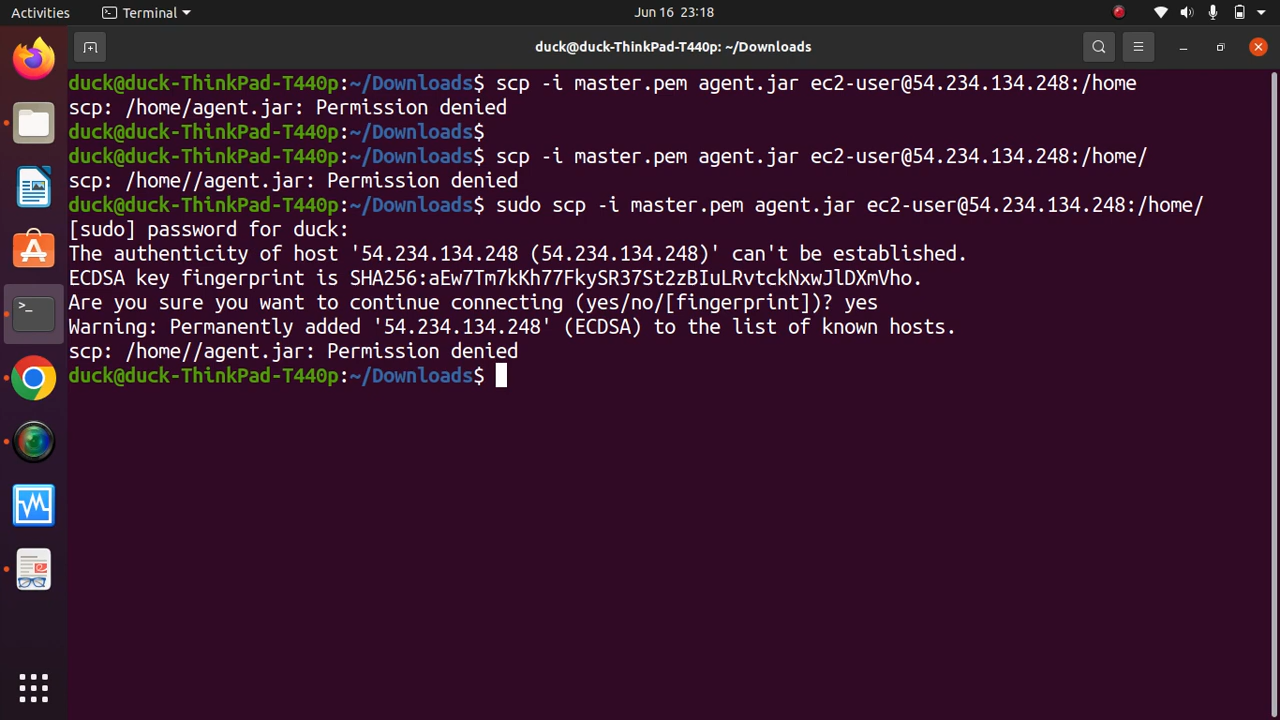 Activities Terminal Jun 16 23:18
duck@duck-ThinkPad-T440p: ~/Downloads
duck@duck-ThinkPad-T440p:~/Downloads$ scp -i master.pem agent.jar ec2-user@54.234.134.248:/home
scp: /home/agent.jar: Permission denied
duck@duck-ThinkPad-T440p:~/Downloads$
duck@duck-ThinkPad-T440p:~/Downloads$ scp -i master.pem agent.jar ec2-user@54.234.134.248:/home/
scp: /home//agent.jar: Permission denied
duck@duck-ThinkPad-T440p:~/Downloads$ sudo scp -i master.pem agent.jar ec2-user@54.234.134.248:/home/
[sudo] password for duck:
The authenticity of host '54.234.134.248 (54.234.134.248)' can't be established.
ECDSA key fingerprint is SHA256:aEw7Tm7kKh77FkySR37St2zBIuLRvtckNxwJlDXmVho.
Are you sure you want to continue connecting (yes/no/[fingerprint])? yes
Warning: Permanently added '54.234.134.248' (ECDSA) to the list of known hosts.
scp: /home//agent.jar: Permission denied
duck@duck-ThinkPad-T440p:~/Downloads$